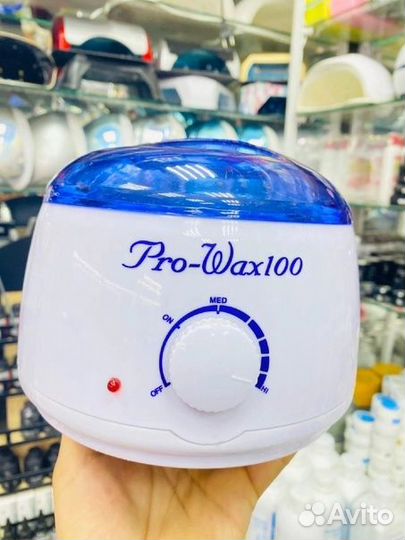 Pro-Wax100
MED
ON
OFF
HI
Avito